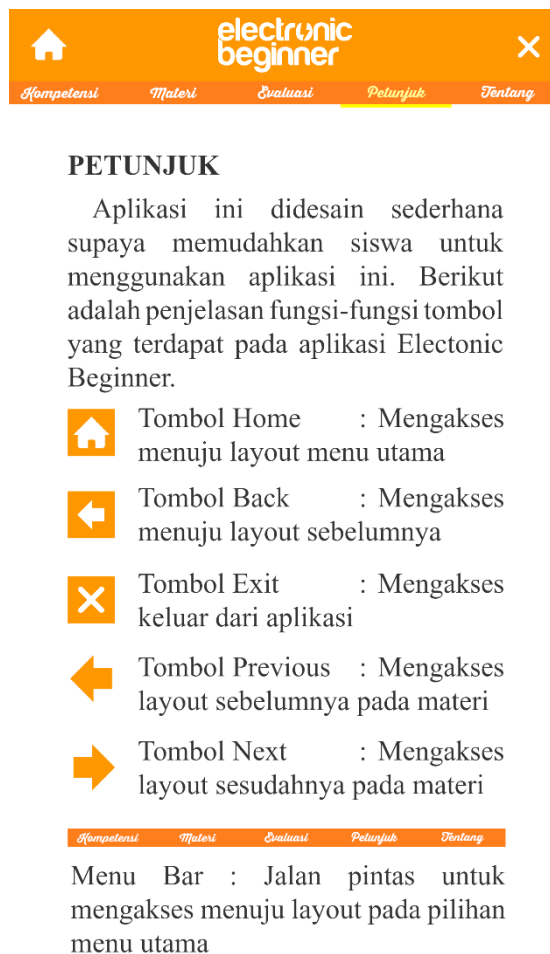 electronic
beginner
Kompetensi Materi Evaluasi Petunjuk Tentang
PETUNJUK
Aplikasi ini didesain sederhana
supaya memudahkan siswa untuk
menggunakan aplikasi ini. Berikut
adalah penjelasan fungsi-fungsi tombol
yang terdapat pada aplikasi Electonic
Beginner.
Tombol Home : Mengakses
menuju layout menu utama
Tombol Back : Mengakses
menuju layout sebelumnya
Tombol Exit : Mengakses
keluar dari aplikasi
Tombol Previous : Mengakses
layout sebelumnya pada materi
Tombol Next : Mengakses
layout sesudahnya pada materi
Kompetensi Materi Evaluasi Petunjuk Tentang
Menu Bar : Jalan pintas untuk
mengakses menuju layout pada pilihan
menu utama